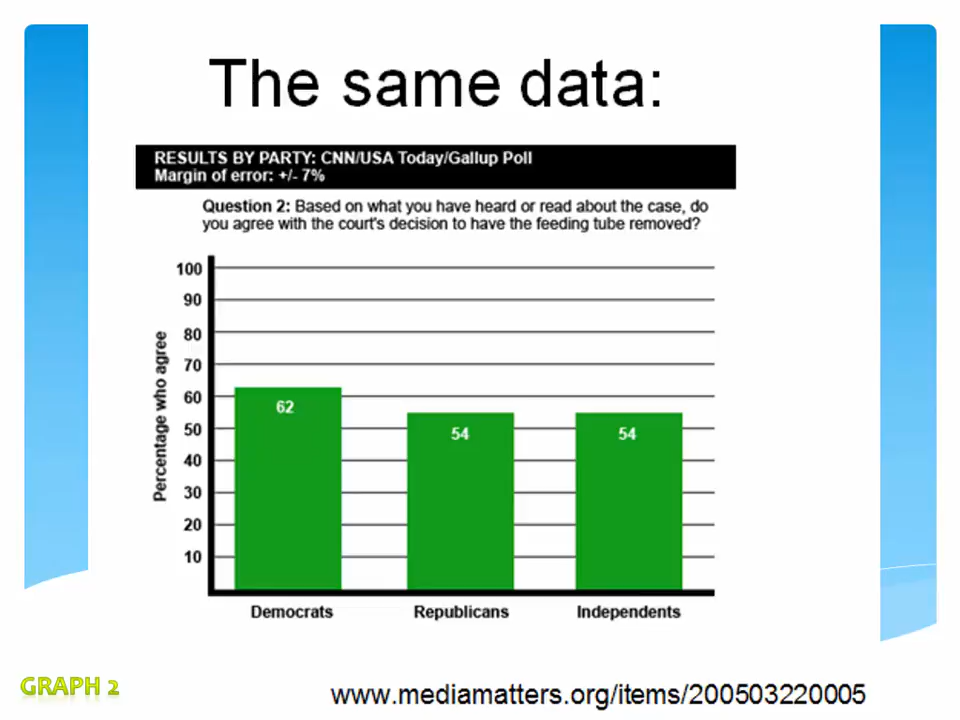 The same data:
RESULTS BY PARTY: CNN/USA Today/Gallup Poll
Margin of error: +/- 7%
Question 2: Based on what you have heard or read about the case, do
you agree with the court's decision to have the feeding tube removed?
Percentage who agree
100
90
80
70
60
50
40
30
20
10
62
54
54
Democrats Republicans Independents
GRAPH 2
www.mediamatters.org/items/200503220005